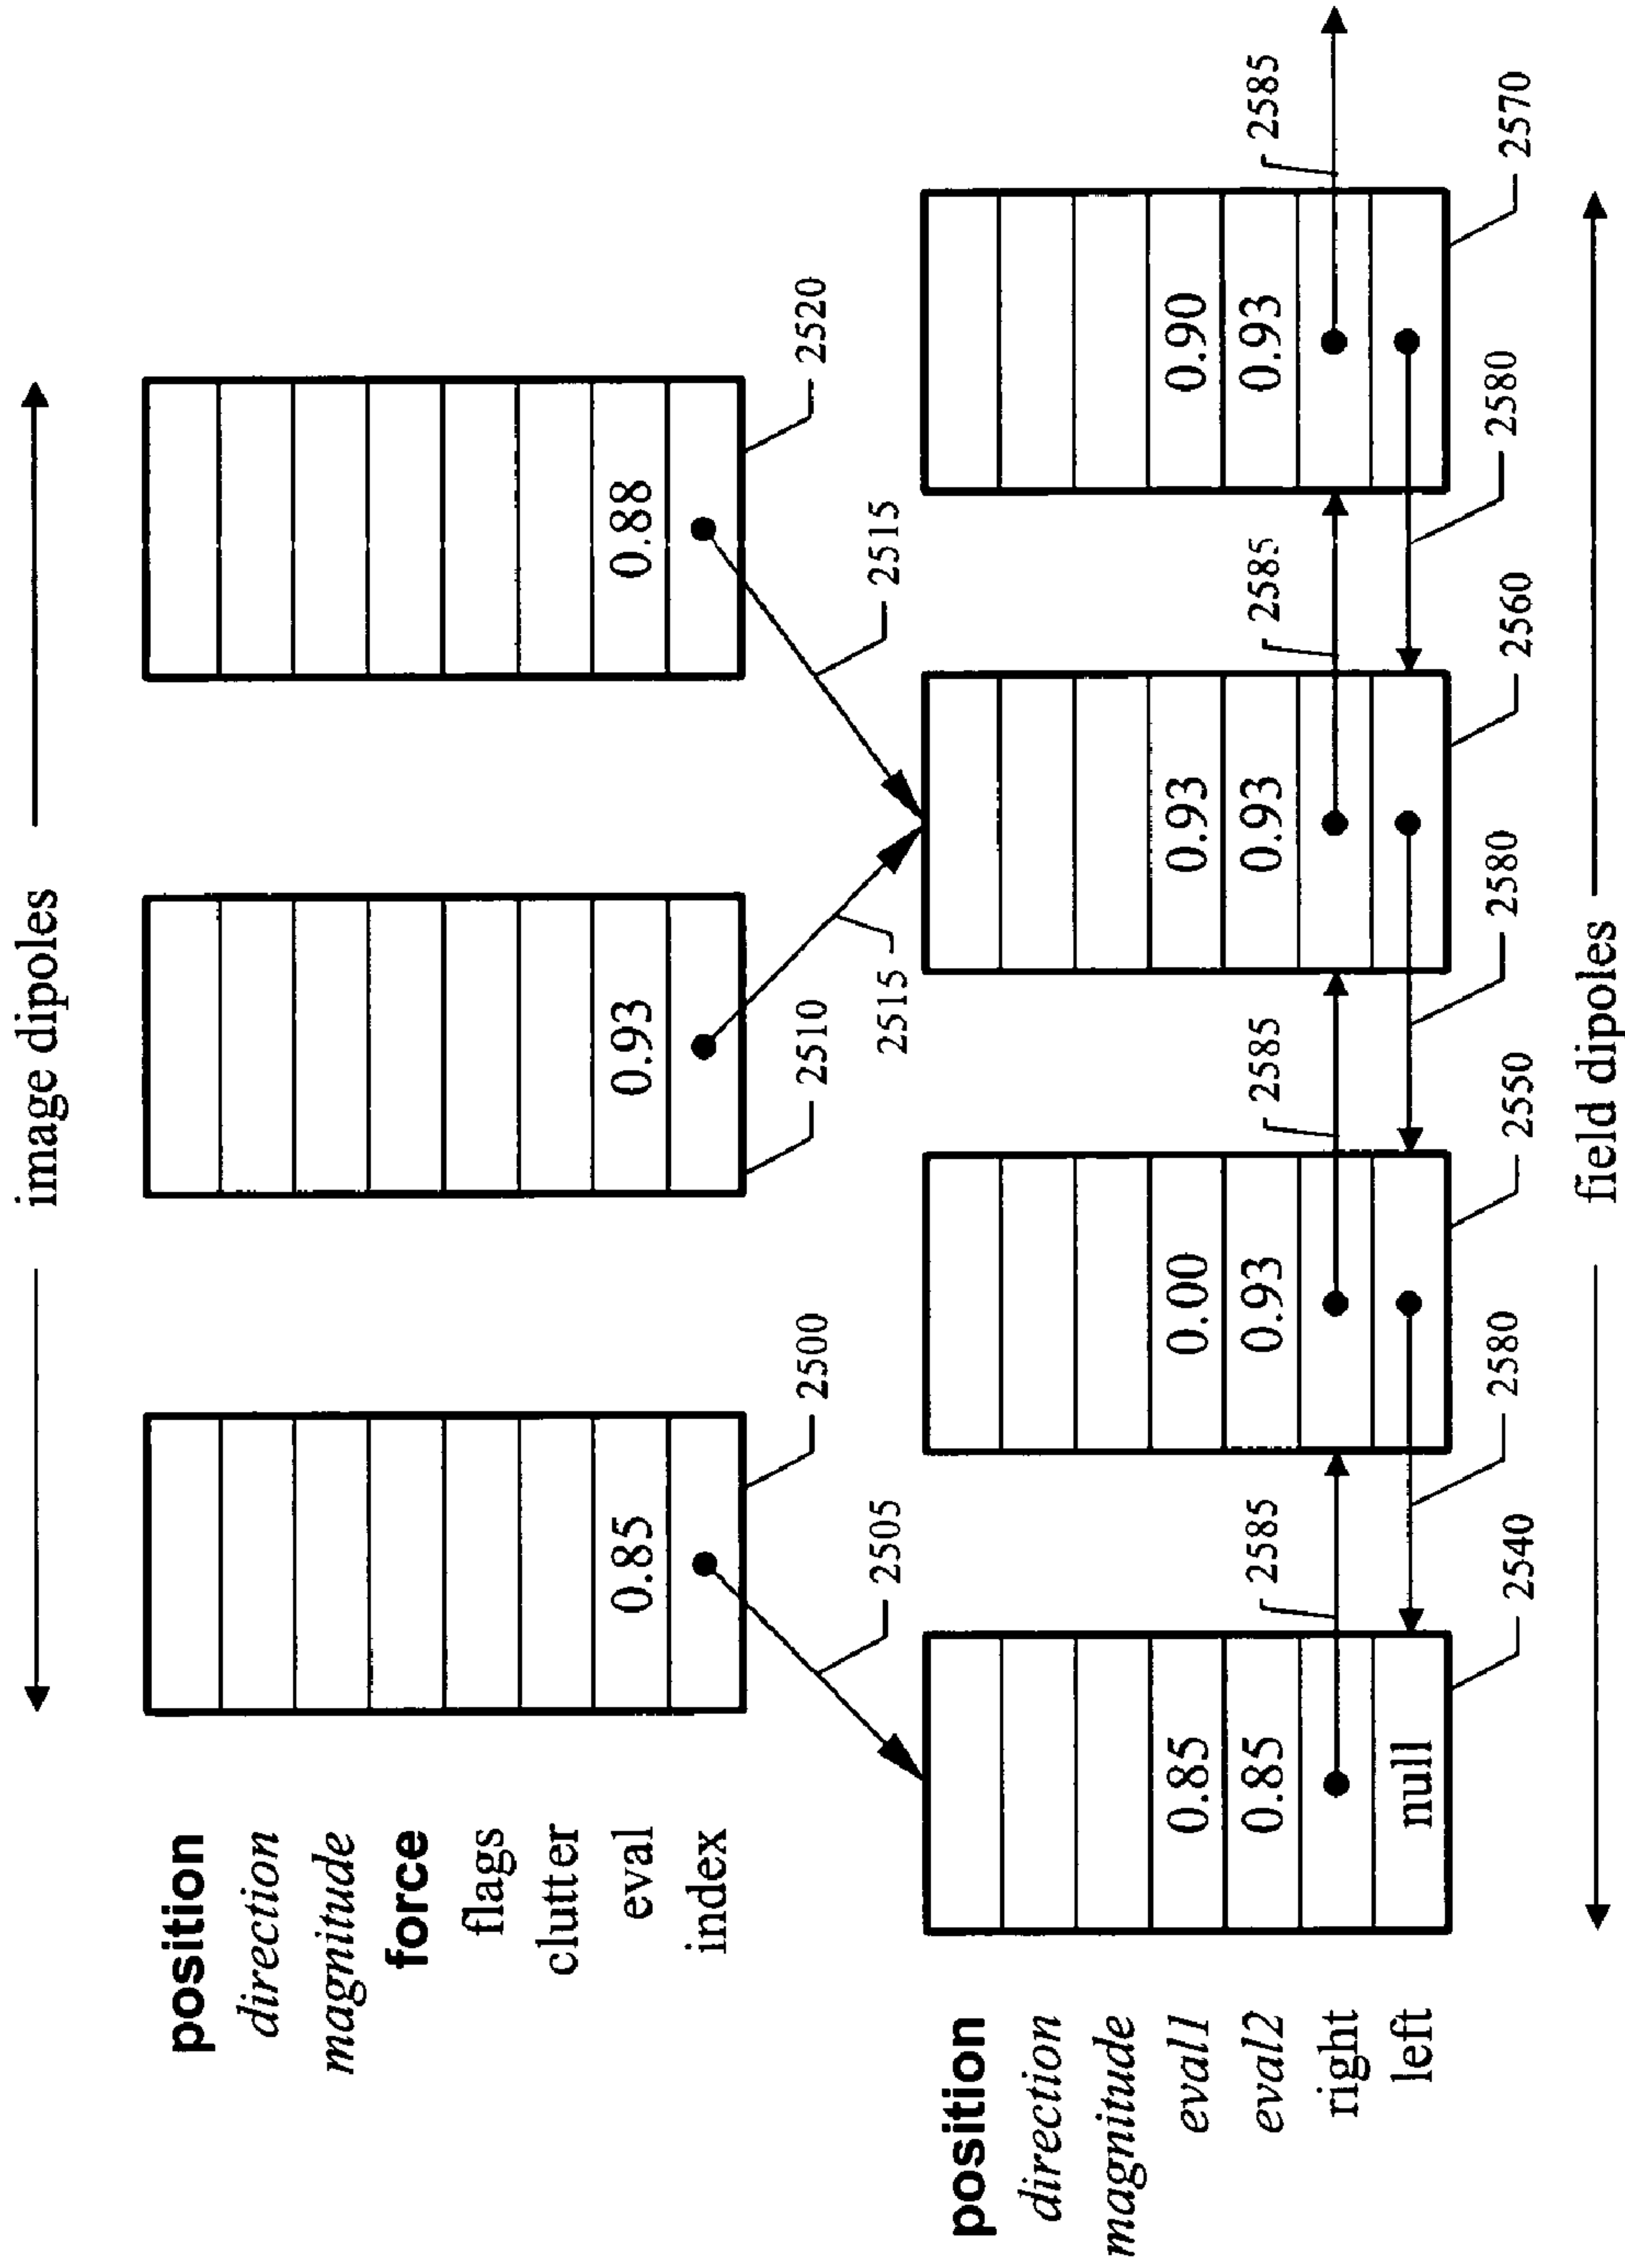 image dipoles
position
direction
magnitude
force
flags
clutter
eval 0.85 0.93 0.88
index
2500
2510
2520
2505
2515
2515
position
direction
magnitude
eval1 0.85 0.00 0.93 0.90
eval2 0.85 0.93 0.93 0.93
right
left null
2585
2585
2585
2585
2540
2580
2550
2580
2560
2580
2570
field dipoles